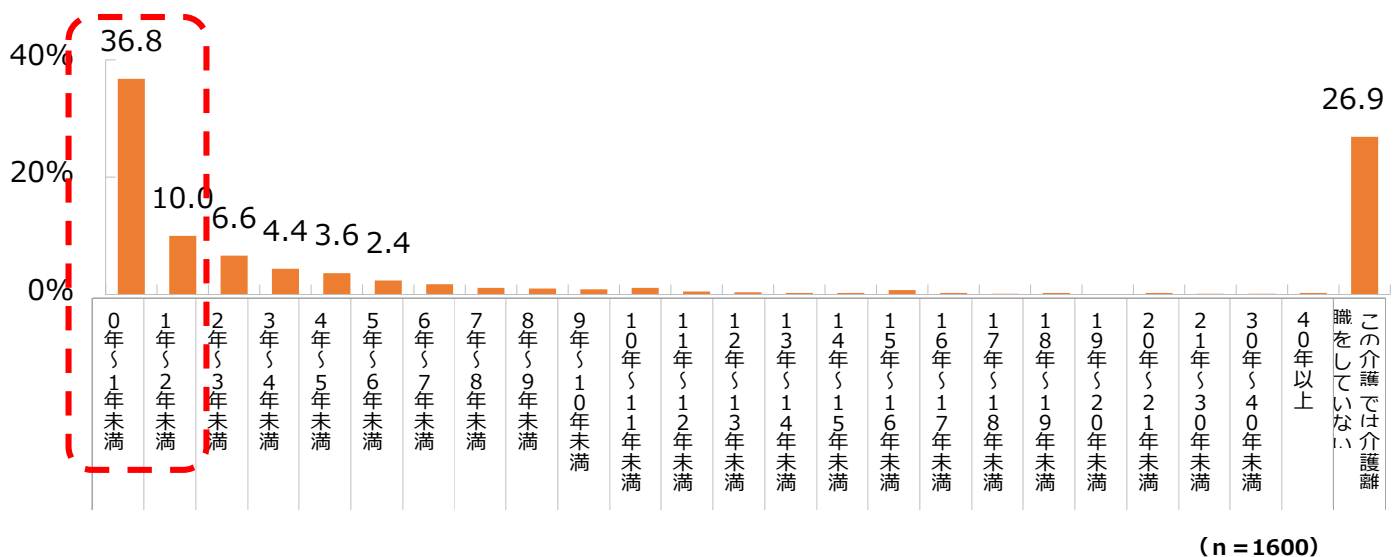 36.8
40%
26.9
20%
10.0
6.6
4.4
3.6
2.4
0%
0年~1年未満
1年~2年未満
2年~3年未満
3年~4年未満
4年~5年未満
5年~6年未満
6年~7年未満
7年~8年未満
8年~9年未満
9年~10年未満
10年~11年未満
11年~12年未満
12年~13年未満
13年~14年未満
14年~15年未満
15年~16年未満
16年~17年未満
17年~18年未満
18年~19年未満
19年~20年未満
20年~21年未満
21年~30年未満
30年~40年未満
40年以上
この介護では介護離
職をしていない
(n=1600)